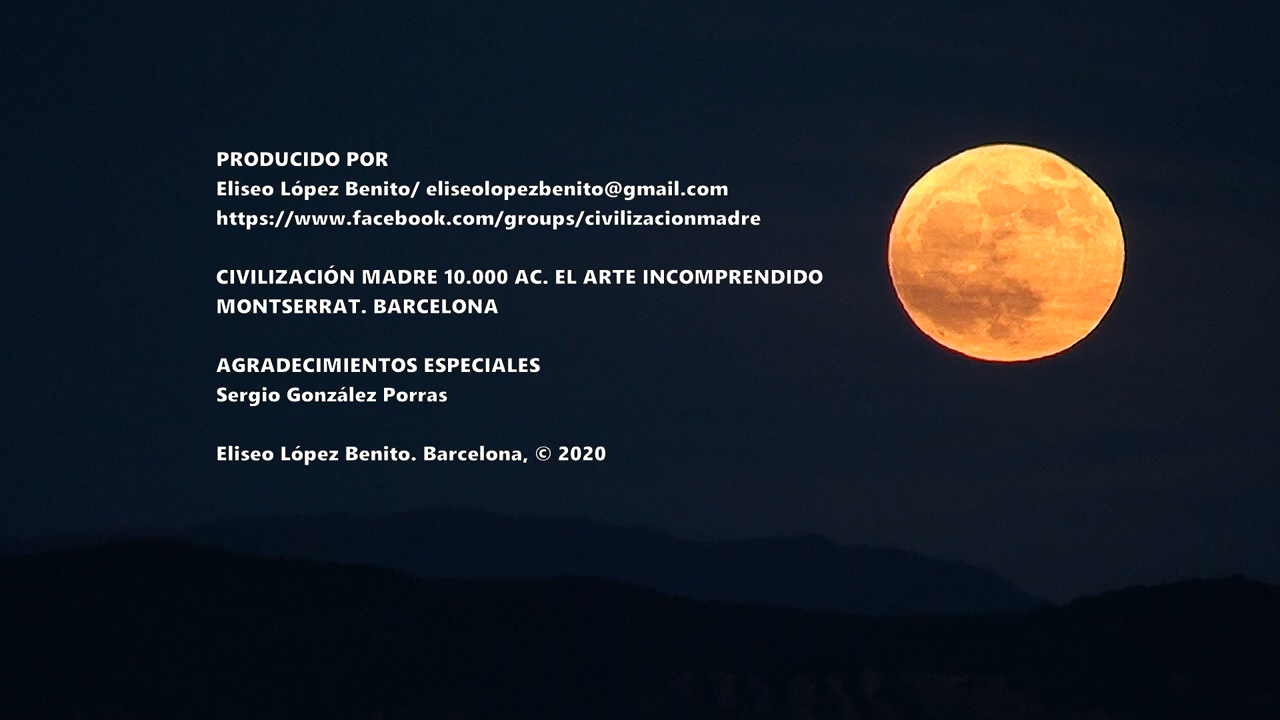 PRODUCIDO POR
Eliseo López Benito/ eliseolopezbenito@gmail.com
https://www.facebook.com/groups/civilizacionmadre
CIVILIZACIÓN MADRE 10.000 AC. EL ARTE INCOMPRENDIDO
MONTSERRAT. BARCELONA
AGRADECIMIENTOS ESPECIALES
Sergio González Porras
Eliseo López Benito. Barcelona, © 2020